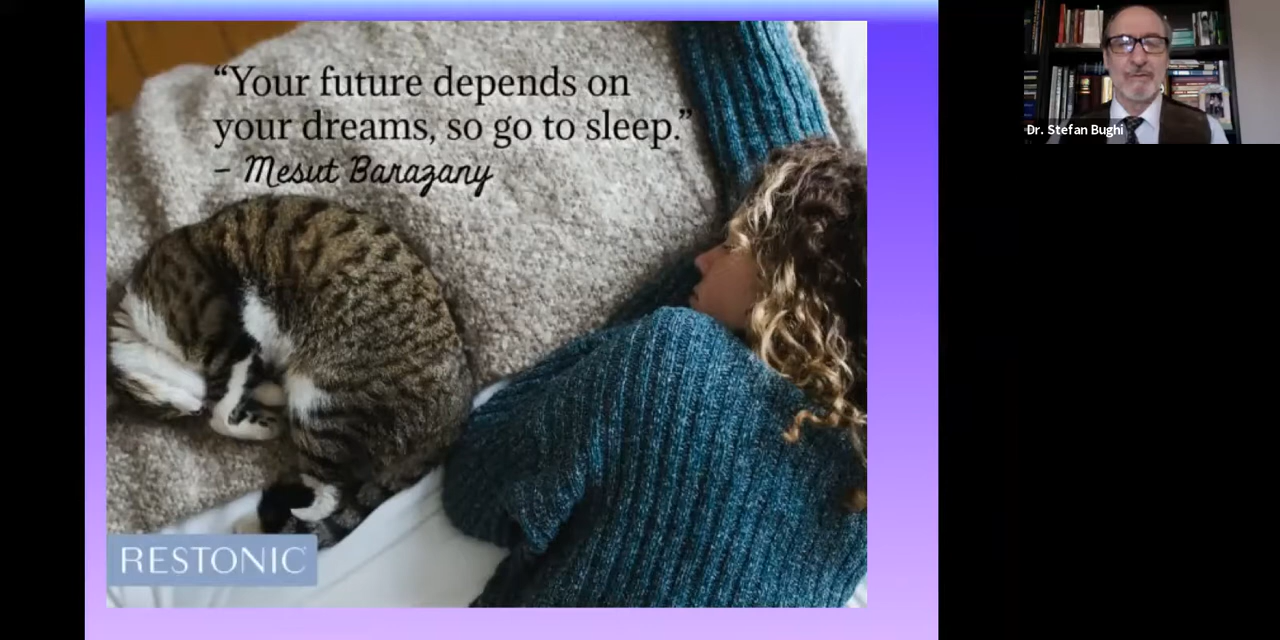 “Your future depends on
your dreams, so go to sleep.”
– Mesut Barazany
RESTONIC
Dr. Stefan Bughi